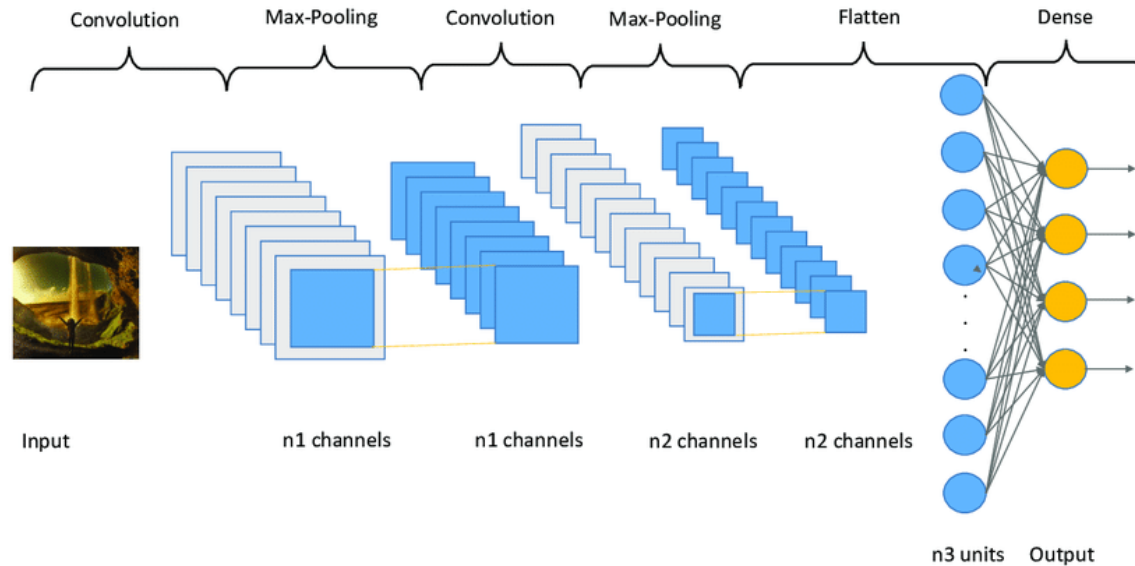 Convolution
Max-Pooling
Convolution
Max-Pooling
Flatten
Dense
Input
n1 channels
n1 channels
n2 channels
n2 channels
n3 units
Output